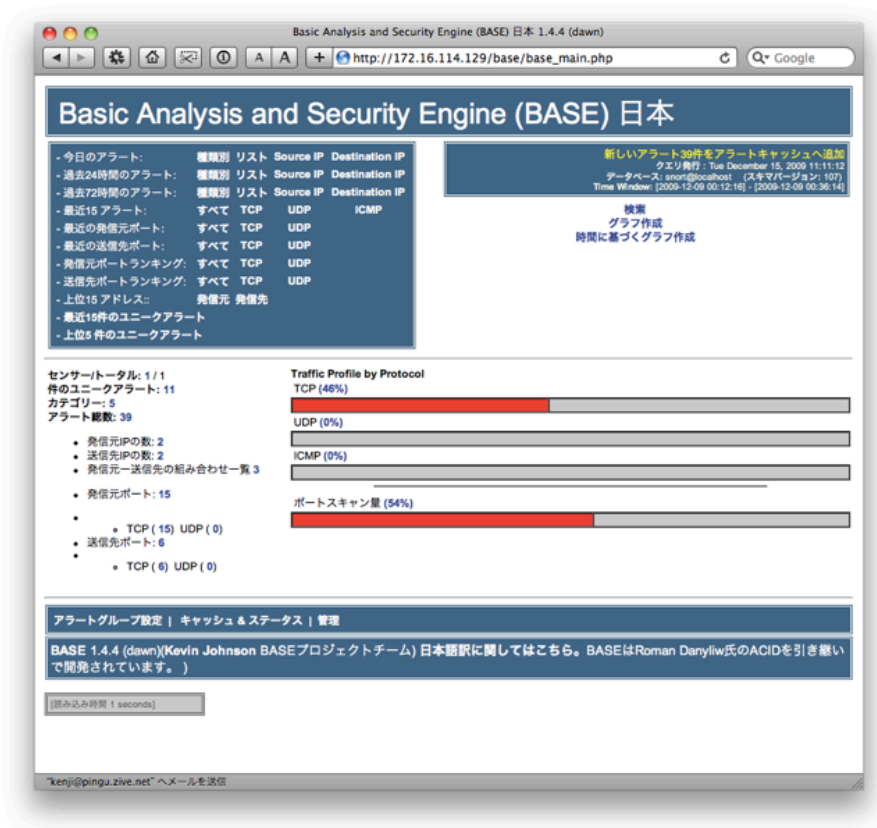 Basic Analysis and Security Engine (BASE) 日本 1.4.4 (dawn)
A A + http://172.16.114.129/base/base_main.php Google
Basic Analysis and Security Engine (BASE) 日本
- 今日のアラート: 種類別 リスト Source IP Destination IP
- 過去24時間のアラート: 種類別 リスト Source IP Destination IP
- 過去72時間のアラート: 種類別 リスト Source IP Destination IP
- 最近15 アラート: すべて TCP UDP ICMP
- 最近の発信元ポート: すべて TCP UDP
- 最近の送信先ポート: すべて TCP UDP
- 発信元ポートランキング: すべて TCP UDP
- 送信先ポートランキング: すべて TCP UDP
- 上位15 アドレス:: 発信元 発信先
- 最近15件のユニークアラート
- 上位5 件のユニークアラート
新しいアラート39件をアラートキャッシュへ追加
クエリ発行 : Tue December 15, 2009 11:11:12
データベース: snort@localhost (スキマバージョン: 107)
Time Window: [2009-12-09 00:12:16] - [2009-12-09 00:36:14]
検索
グラフ作成
時間に基づくグラフ作成
センサー/トータル: 1 / 1
件のユニークアラート: 11
カテゴリー: 5
アラート総数: 39
発信元IPの数: 2
送信先IPの数: 2
発信元ー送信先の組み合わせ一覧 3
発信元ポート: 15
TCP ( 15) UDP ( 0)
送信先ポート: 6
TCP ( 6) UDP ( 0)
Traffic Profile by Protocol
TCP (46%)
UDP (0%)
ICMP (0%)
ポートスキャン量 (54%)
アラートグループ設定 | キャッシュ & ステータス | 管理
BASE 1.4.4 (dawn)(Kevin Johnson BASEプロジェクトチーム) 日本語訳に関してはこちら。BASEはRoman Danyliw氏のACIDを引き継い
で開発されています。 )
[読み込み時間 1 seconds]
"kenji@pingu.zive.net" へメールを送信